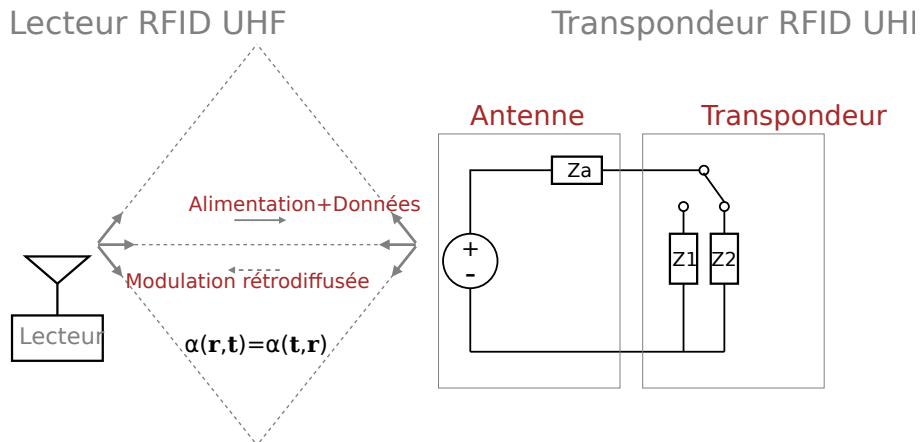 Lecteur RFID UHF
Transpondeur RFID UHF
Antenne
Transpondeur
Za
Alimentation+Données
+
-
Z1
Z2
Modulation rétrodiffusée
Lecteur
α(r,t)=α(t,r)